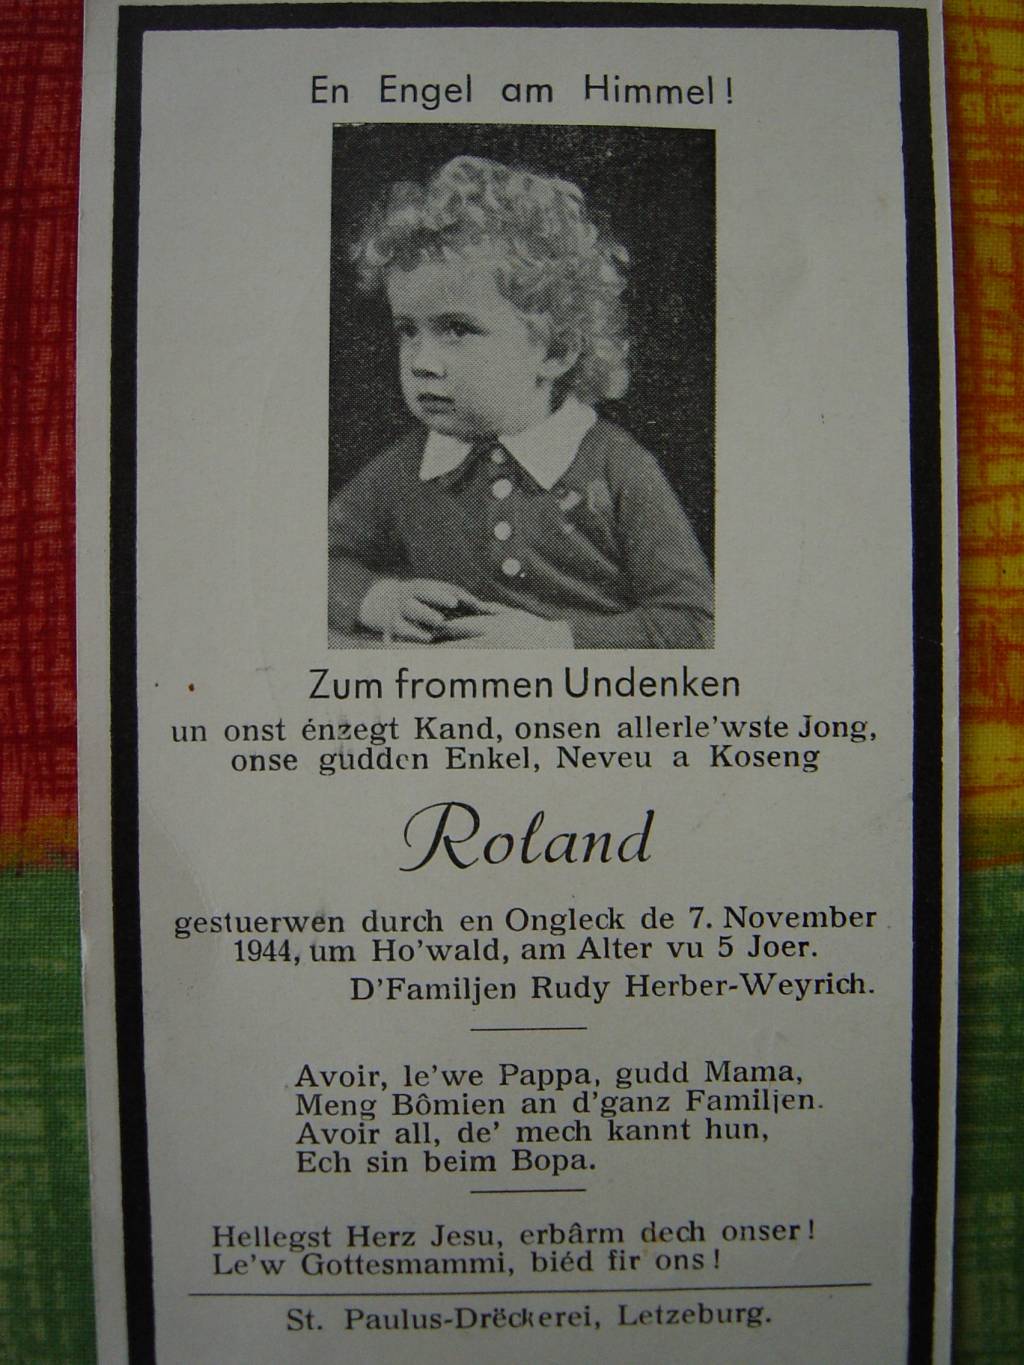 En Engel am Himmel!
Zum frommen Undenken
un onst énzegt Kand, onsen allerle'wste Jong,
onse gudden Enkel, Neveu a Koseng
Roland
gestuerwen durch en Ongleck de 7. November
1944, um Ho'wald, am Alter vu 5 Joer.
D'Familjen Rudy Herber-Weyrich.
Avoir, le'we Pappa, gudd Mama,
Meng Bômien an d'ganz Familjen.
Avoir all, de' mech kannt hun,
Ech sin beim Bopa.
Hellegst Herz Jesu, erbârm dech onser!
Le'w Gottesmammi, biéd fir ons!
St. Paulus-Drëckerei, Letzeburg.